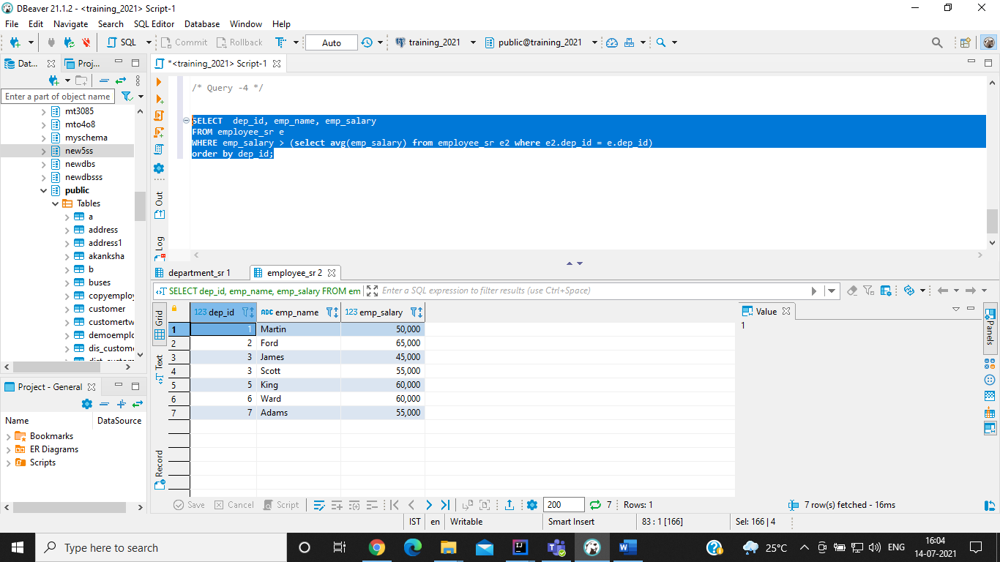 DBeaver 21.1.2 - <training_2021> Script-1
File Edit Navigate Search SQL Editor Database Window Help
SQL Commit Rollback T Auto training_2021 public@training_2021
Dat... Proj...
*<training_2021> Script-1
Enter a part of object name
mt3085
mto4o8
myschema
new5ss
newdbs
newdbsss
public
Tables
a
address
address1
akanksha
b
buses
copyemploy
customer
customertw
demoemplo
dis_custome
dist_custom
/* Query -4 */
SELECT  dep_id, emp_name, emp_salary
FROM employee_sr e
WHERE emp_salary > (select avg(emp_salary) from employee_sr e2 where e2.dep_id = e.dep_id)
order by dep_id;
Out
Log
department_sr 1 employee_sr 2
SELECT dep_id, emp_name, emp_salary FROM em Enter a SQL expression to filter results (use Ctrl+Space)
Grid
Text
Record
123 dep_id ABC emp_name 123 emp_salary
1 1 Martin 50,000
2 2 Ford 65,000
3 3 James 45,000
4 3 Scott 55,000
5 5 King 60,000
6 6 Ward 60,000
7 7 Adams 55,000
Value
1
Panels
Project - General
Name DataSource
Bookmarks
ER Diagrams
Scripts
Save Cancel Script 200 7 Rows: 1 7 row(s) fetched - 16ms
IST en Writable Smart Insert 83 : 1 [166] Sel: 166 | 4
Type here to search
25°C ENG
16:04
14-07-2021